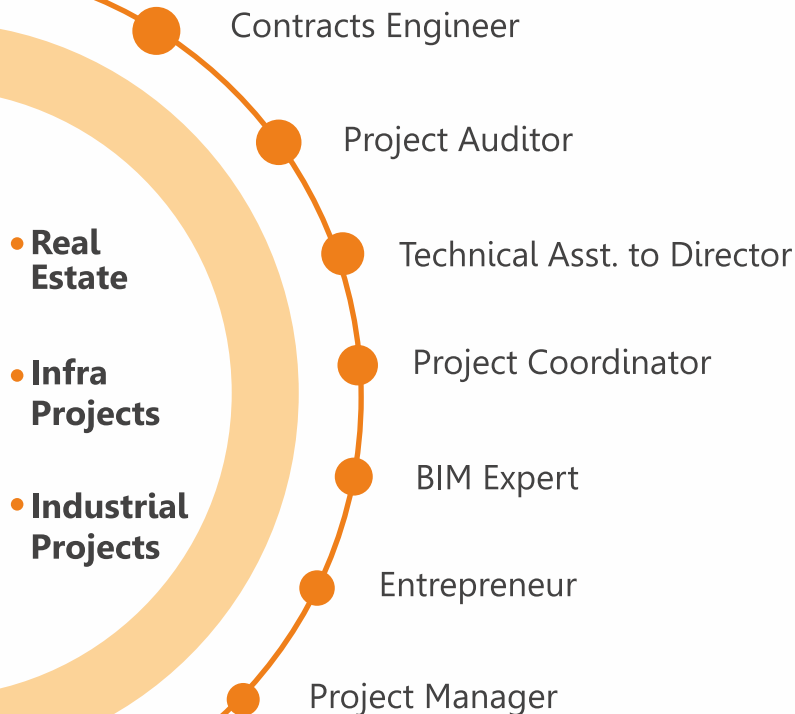 Contracts Engineer
Project Auditor
Technical Asst. to Director
Project Coordinator
BIM Expert
Entrepreneur
Project Manager
• Real
Estate
• Infra
Projects
• Industrial
Projects